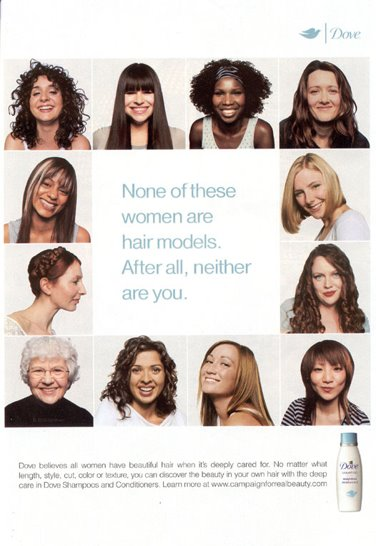 Dove
None of these
women are
hair models.
After all, neither
are you.
Dove believes all women have beautiful hair when it's deeply cared for. No matter what
length, style, cut, color or texture, you can discover the beauty in your own hair with the deep
care in Dove Shampoos and Conditioners. Learn more at www.campaignforrealbeauty.com
Dove